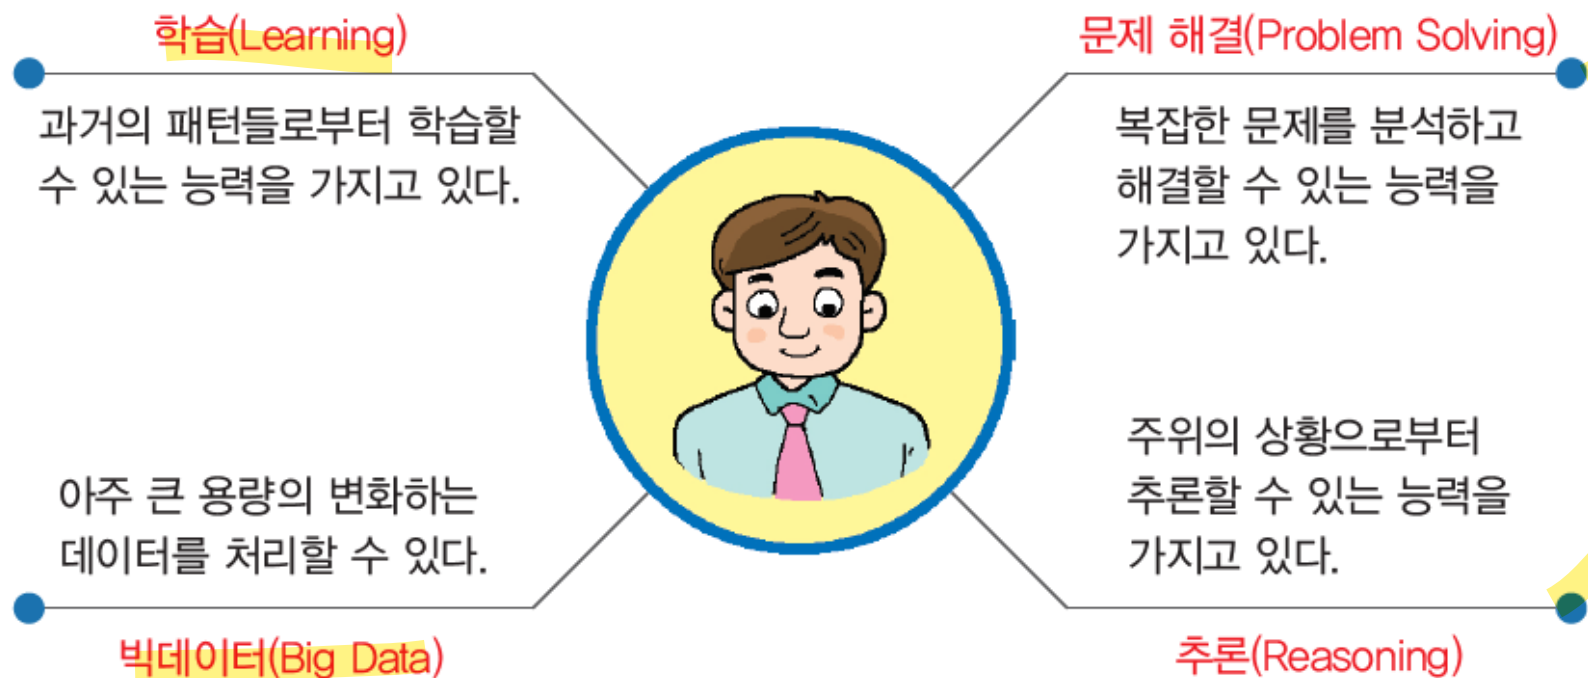 학습(Learning)
과거의 패턴들로부터 학습할
수 있는 능력을 가지고 있다.
문제 해결(Problem Solving)
복잡한 문제를 분석하고
해결할 수 있는 능력을
가지고 있다.
아주 큰 용량의 변화하는
데이터를 처리할 수 있다.
빅데이터(Big Data)
주위의 상황으로부터
추론할 수 있는 능력을
가지고 있다.
추론(Reasoning)